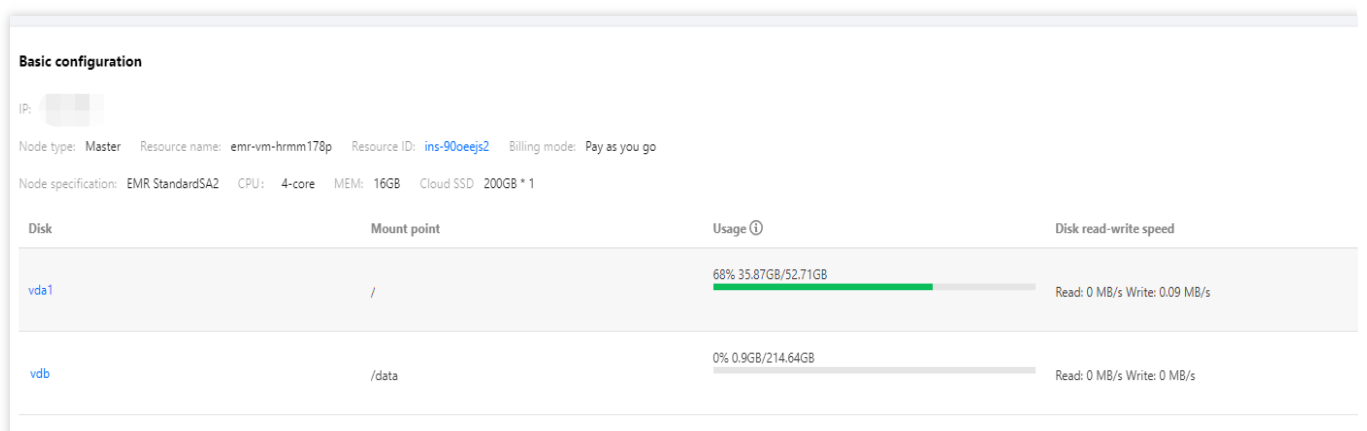 Basic configuration
IP:
Node type: Master Resource name: emr-vm-hrmm178p Resource ID: ins-90oeejs2 Billing mode: Pay as you go
Node specification: EMR StandardSA2 CPU: 4-core MEM: 16GB Cloud SSD 200GB * 1
Disk Mount point Usage Disk read-write speed
68% 35.87GB/52.71GB
vda1 / Read: 0 MB/s Write: 0.09 MB/s
0% 0.9GB/214.64GB
vdb /data Read: 0 MB/s Write: 0 MB/s